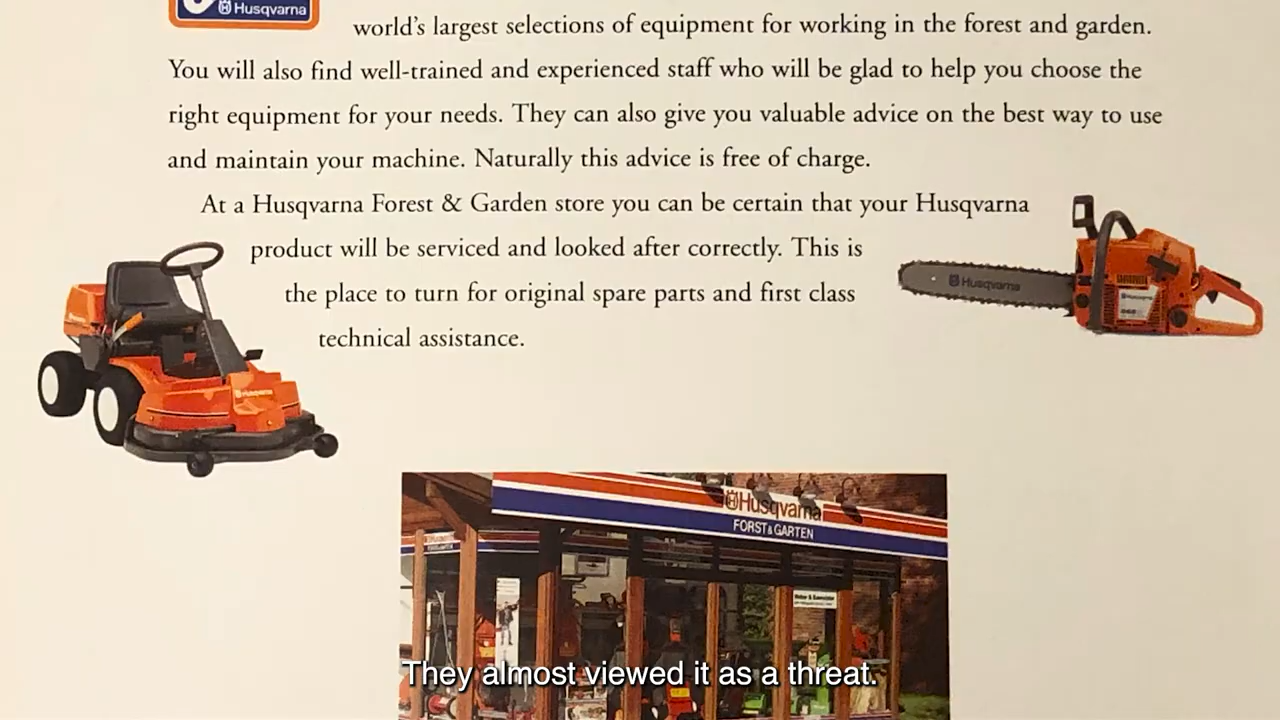 Husqvarna
world's largest selections of equipment for working in the forest and garden.
You will also find well-trained and experienced staff who will be glad to help you choose the
right equipment for your needs. They can also give you valuable advice on the best way to use
and maintain your machine. Naturally this advice is free of charge.
At a Husqvarna Forest & Garden store you can be certain that your Husqvarna
product will be serviced and looked after correctly. This is
the place to turn for original spare parts and first class
technical assistance.
Husqvarna
Husqvarna
Husqvarna
FORST & GARTEN
They almost viewed it as a threat.